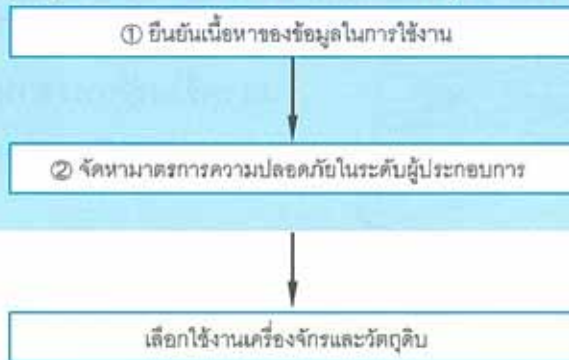 ① ยืนยันเนื้อหาของข้อมูลในการใช้งาน
② จัดหามาตรการความปลอดภัยในระดับผู้ประกอบการ
เลือกใช้งานเครื่องจักรและวัตถุดิบ